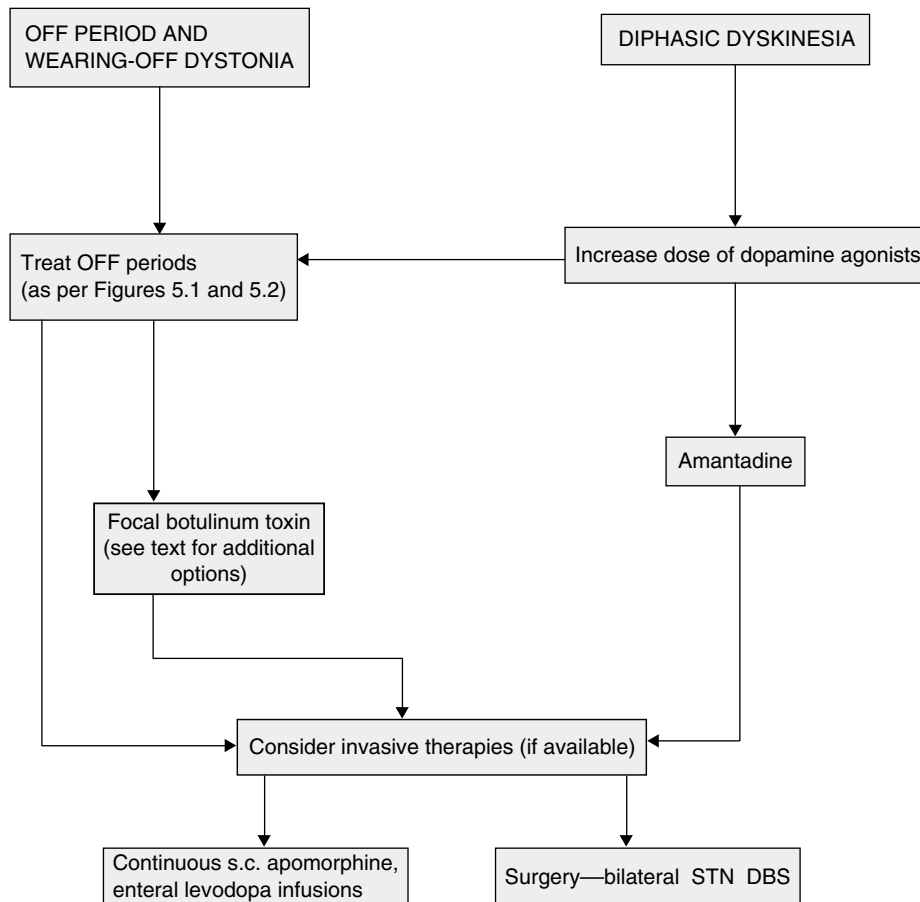 OFF PERIOD AND
WEARING-OFF DYSTONIA
DIPHASIC DYSKINESIA
Treat OFF periods
(as per Figures 5.1 and 5.2)
Increase dose of dopamine agonists
Amantadine
Focal botulinum toxin
(see text for additional
options)
Consider invasive therapies (if available)
Continuous s.c. apomorphine,
enteral levodopa infusions
Surgery—bilateral STN DBS